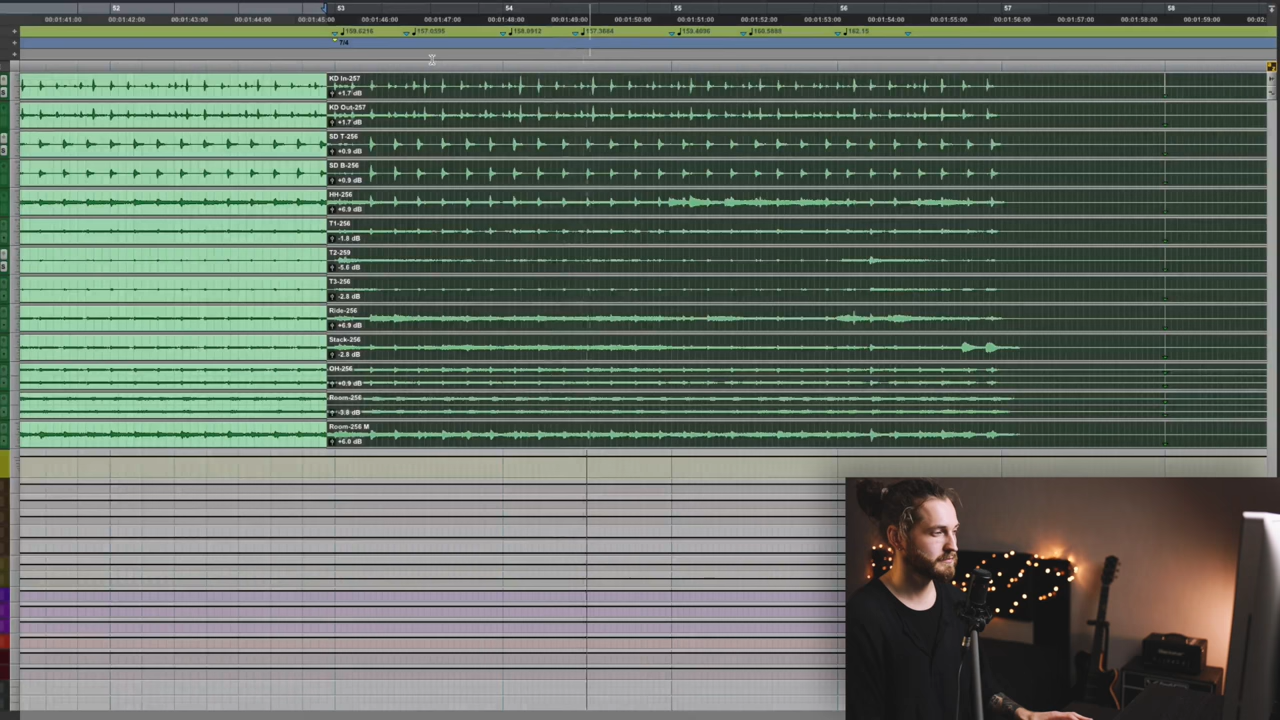 52 53 54 55 56 57 58
00:01:41:00 00:01:42:00 00:01:43:00 00:01:44:00 00:01:45:00 00:01:46:00 00:01:47:00 00:01:48:00 00:01:49:00 00:01:50:00 00:01:51:00 00:01:52:00 00:01:53:00 00:01:54:00 00:01:55:00 00:01:56:00 00:01:57:00 00:01:58:00 00:01:59:00 00:02:
157.0395 158.0912 157.3664 160.5688 162.15
7/4
KD In-257
+1.7 dB
KD Out-257
+1.7 dB
SD T-256
+0.9 dB
SD B-256
+0.9 dB
HH-256
+6.9 dB
T1-256
-1.8 dB
T2-259
-5.6 dB
T3-256
-2.8 dB
Ride-256
+6.9 dB
Stack-256
-2.8 dB
OH-256
+0.9 dB
Room-256
-3.8 dB
Room-256 M
+6.0 dB